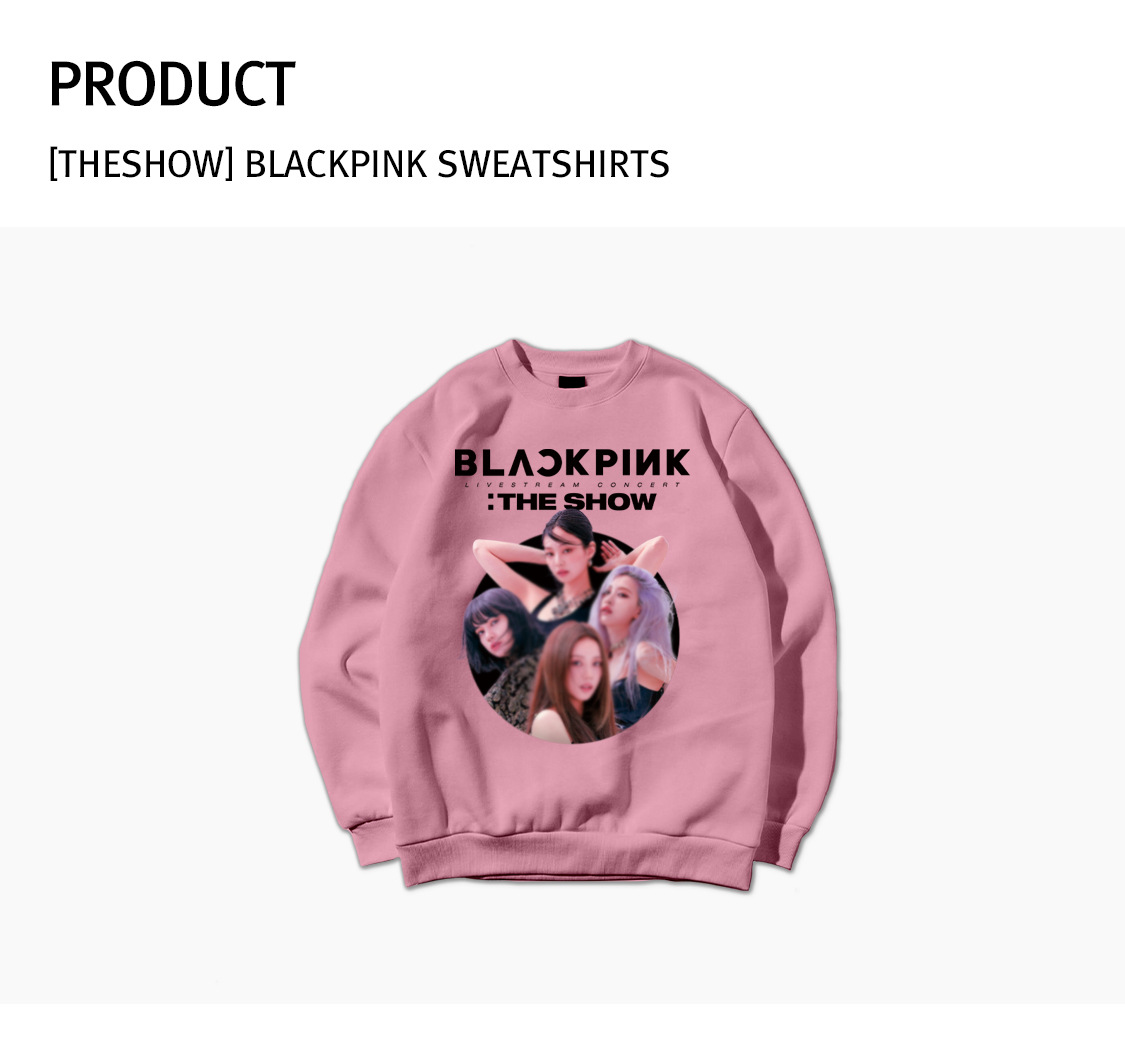 PRODUCT
[THESHOW] BLACKPINK SWEATSHIRTS
BLACKPINK
LIVESTREAM CONCERT
:THE SHOW